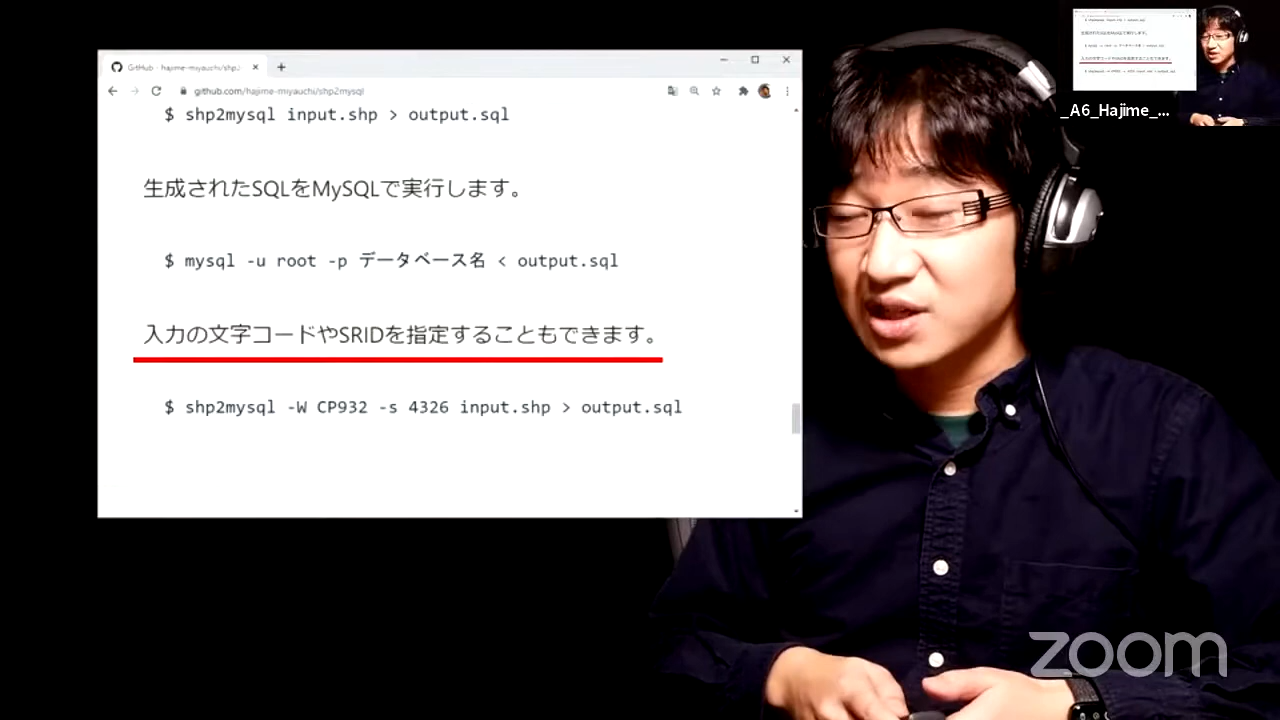 GitHub - hajime-miyauchi/shp2
github.com/hajime-miyauchi/shp2mysql
$ shp2mysql input.shp > output.sql
生成されたSQLをMySQLで実行します。
$ mysql -u root -p データベース名 < output.sql
入力の文字コードやSRIDを指定することもできます。
$ shp2mysql -W CP932 -s 4326 input.shp > output.sql
_A6_Hajime_...
zoom